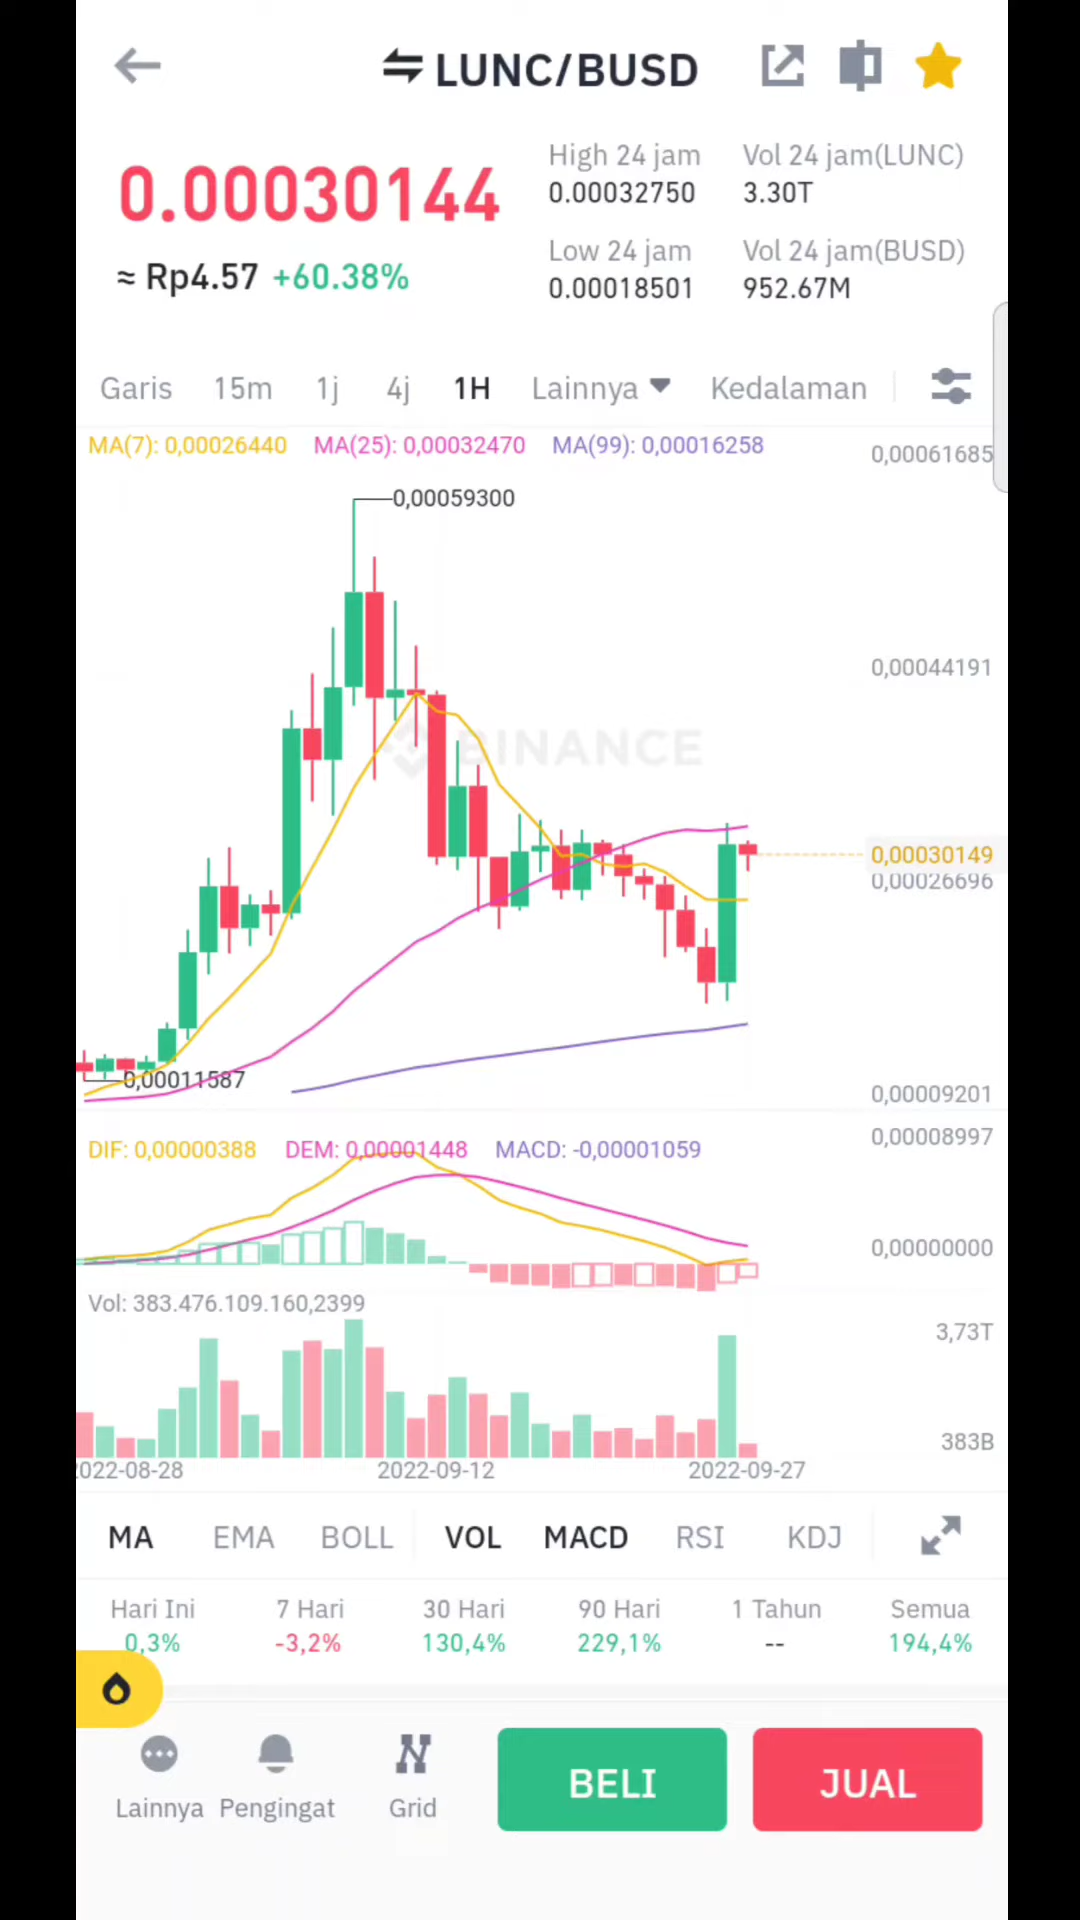 LUNC/BUSD
0.00030144
≈ Rp4.57 +60.38%
High 24 jam
0.00032750
Vol 24 jam(LUNC)
3.30T
Low 24 jam
0.00018501
Vol 24 jam(BUSD)
952.67M
Garis 15m 1j 4j 1H Lainnya Kedalaman
MA(7): 0,00026440 MA(25): 0,00032470 MA(99): 0,00016258
0,00061685
0,00059300
0,00044191
BINANCE
0,00030149
0,00026696
0,00011587
0,00009201
DIF: 0,00000388 DEM: 0,00001448 MACD: -0,00001059
0,00008997
0,00000000
Vol: 383.476.109.160,2399
3,73T
383B
2022-08-28 2022-09-12 2022-09-27
MA EMA BOLL VOL MACD RSI KDJ
Hari Ini 7 Hari 30 Hari 90 Hari 1 Tahun Semua
0,3% -3,2% 130,4% 229,1% -- 194,4%
Lainnya Pengingat Grid
BELI JUAL